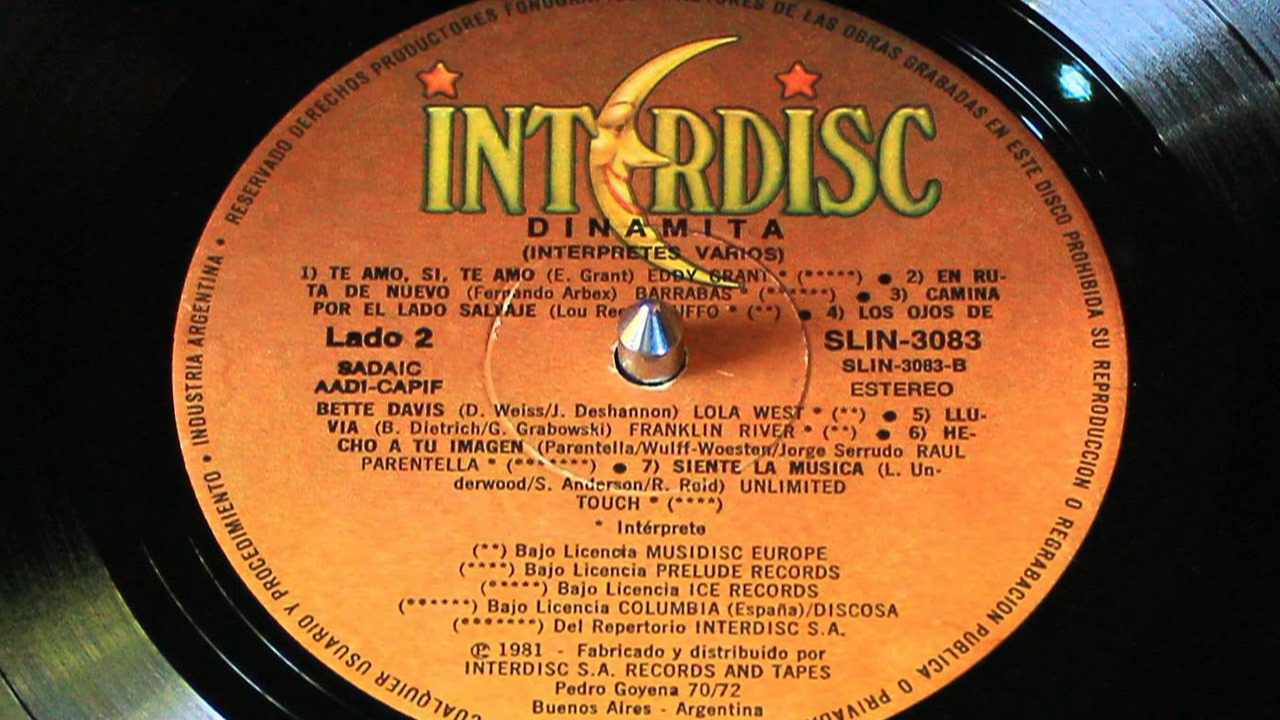 RESERVADO DERECHOS PRODUCTORES DE LAS OBRAS GRABADAS EN ESTE DISCO PROHIBIDA SU REPRODUCCION O REGRABACION PUBLICA O
CUALQUIER USUARIO Y PROCEDIMIENTO • INDUSTRIA ARGENTINA •
INTERDISC
DINAMITA
(INTERPRETES VARIOS)
1) TE AMO, SI, TE AMO (E. Grant) EDDY GRANT * (*****) ● 2) EN RU-
TA DE NUEVO (Fernando Arbex) BARRABAS * (******) ● 3) CAMINA
POR EL LADO SALVAJE (Lou * (**) ● 4) LOS OJOS DE
Lado 2
SLIN-3083
SADAIC
SLIN-3083-B
AADI-CAPIF
ESTEREO
BETTE DAVIS (D. Weiss/J. Deshannon) LOLA WEST * (**) ● 5) LLU-
VIA (B. Dietrich/G. Grabowski) FRANKLIN RIVER * (**) ● 6) HE-
CHO A TU IMAGEN (Parentella/Wulff-Woesten/Jorge Serrudo RAUL
PARENTELLA * (*******) ● 7) SIENTE LA MUSICA (L. Un-
derwood/S. Anderson/R. Reid) UNLIMITED
TOUCH * (****)
* Intérprete
(**) Bajo Licencia MUSIDISC EUROPE
(****) Bajo Licencia PRELUDE RECORDS
(*****) Bajo Licencia ICE RECORDS
(******) Bajo Licencia COLUMBIA (España)/DISCOSA
(*******) Del Repertorio INTERDISC S.A.
℗ 1981 - Fabricado y distribuido por
INTERDISC S.A. RECORDS AND TAPES
Pedro Goyena 70/72
Buenos Aires - Argentina